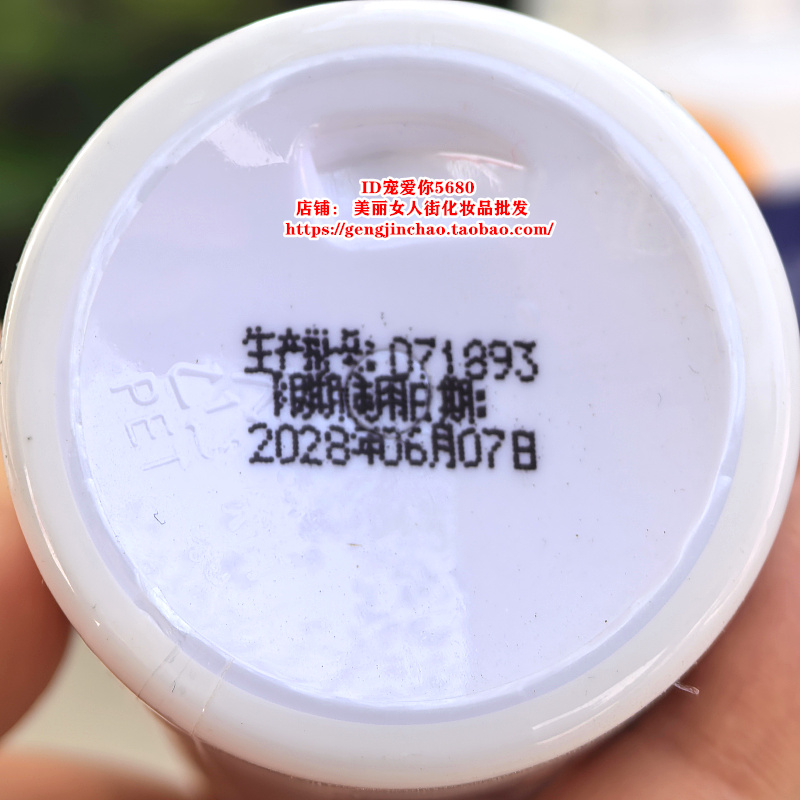 ID宠爱你5680
店铺： 美丽女人街化妆品批发
https://gengjinchao.taobao.com/
生产批号:071893
限期使用日期:
2028年06月07日
PET